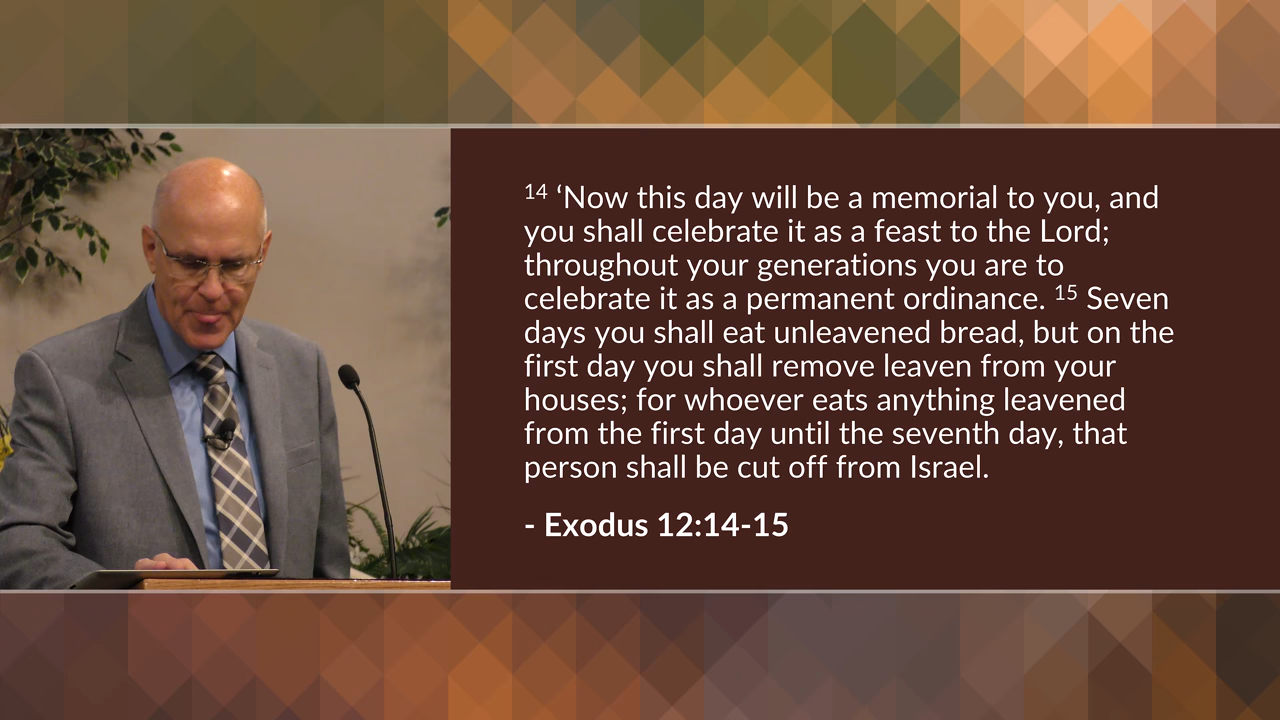 14 ‘Now this day will be a memorial to you, and
you shall celebrate it as a feast to the Lord;
throughout your generations you are to
celebrate it as a permanent ordinance. 15 Seven
days you shall eat unleavened bread, but on the
first day you shall remove leaven from your
houses; for whoever eats anything leavened
from the first day until the seventh day, that
person shall be cut off from Israel.
- Exodus 12:14-15